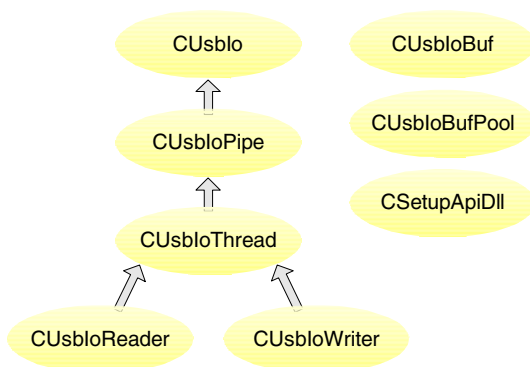 CUsbIo
CUsbIoBuf
CUsbIoPipe
CUsbIoBufPool
CSetupApiDll
CUsbIoThread
CUsbIoReader
CUsbIoWriter